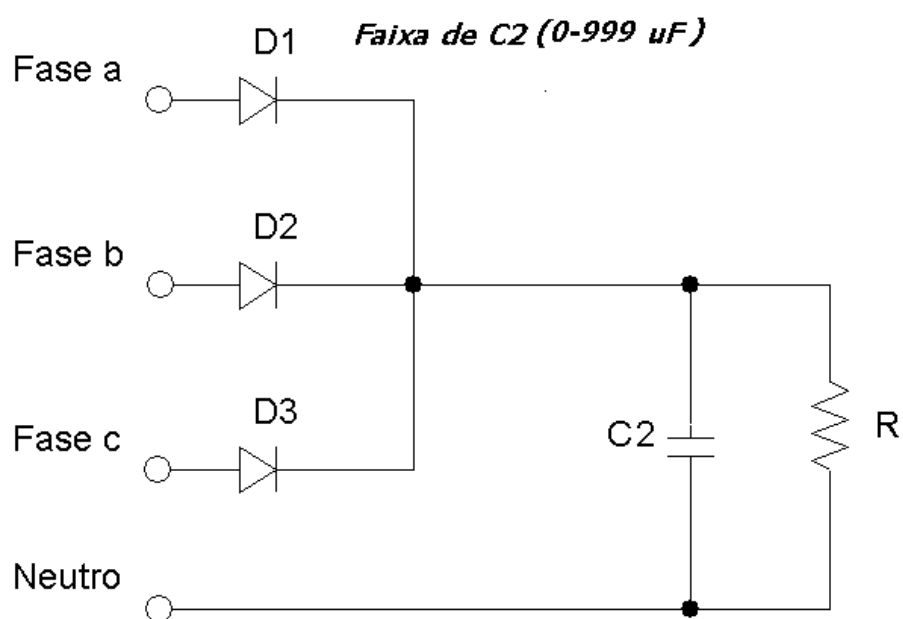 Faixa de C2 (0-999 uF)
D1
Fase a
D2
Fase b
D3
Fase c
C2
R
Neutro